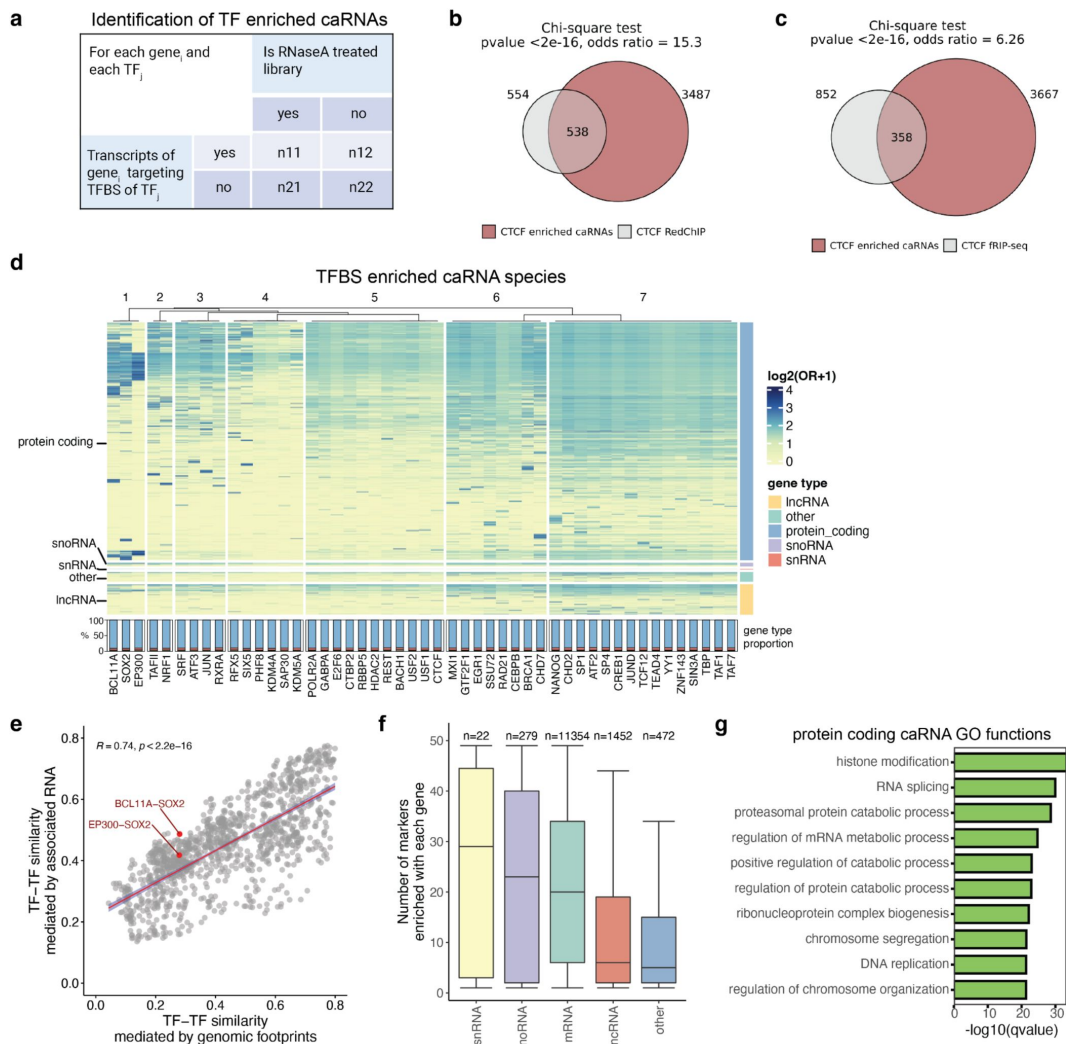 a
Identification of TF enriched caRNAs
For each gene_i and
each TF_j
Is RNaseA treated
library
yes
no
Transcripts of
gene_i targeting
TFBS of TF_j
yes
n11
n12
no
n21
n22
b
Chi-square test
pvalue <2e-16, odds ratio = 15.3
554
3487
538
CTCF enriched caRNAs
CTCF RedChIP
c
Chi-square test
pvalue <2e-16, odds ratio = 6.26
852
3667
358
CTCF enriched caRNAs
CTCF fRIP-seq
d
TFBS enriched caRNA species
1 2 3 4 5 6 7
protein coding
snoRNA
snRNA
other
lncRNA
log2(OR+1)
4
3
2
1
0
gene type
lncRNA
other
protein_coding
snoRNA
snRNA
100
% 50
0
gene type
proportion
BCL11A
SOX2
EP300
TAFII
NRF1
SRF
ATF3
JUN
RXRA
RFX5
SIX5
PHF8
KDM4A
SAP30
KDM5A
POLR2A
GABPA
E2F6
CTBP2
RBBP5
HDAC2
REST
BACH1
USF2
USF1
CTCF
MXI1
GTF2F1
EGR1
SSU72
RAD21
CEBPB
BRCA1
CHD7
NANOG
CHD2
SP1
ATF2
SP4
CREB1
JUND
TCF12
TEAD4
YY1
ZNF143
SIN3A
TBP
TAF1
TAF7
e
R = 0.74, p < 2.2e−16
BCL11A−SOX2
EP300−SOX2
TF−TF similarity
mediated by associated RNA
0.8
0.6
0.4
0.2
0.0
0.0 0.2 0.4 0.6 0.8
TF−TF similarity
mediated by genomic footprints
f
n=22 n=279 n=11354 n=1452 n=472
Number of markers
enriched with each gene
50
40
30
20
10
0
snRNA
snoRNA
mRNA
lncRNA
other
g
protein coding caRNA GO functions
histone modification
RNA splicing
proteasomal protein catabolic process
regulation of mRNA metabolic process
positive regulation of catabolic process
regulation of protein catabolic process
ribonucleoprotein complex biogenesis
chromosome segregation
DNA replication
regulation of chromosome organization
0 10 20 30
-log10(qvalue)